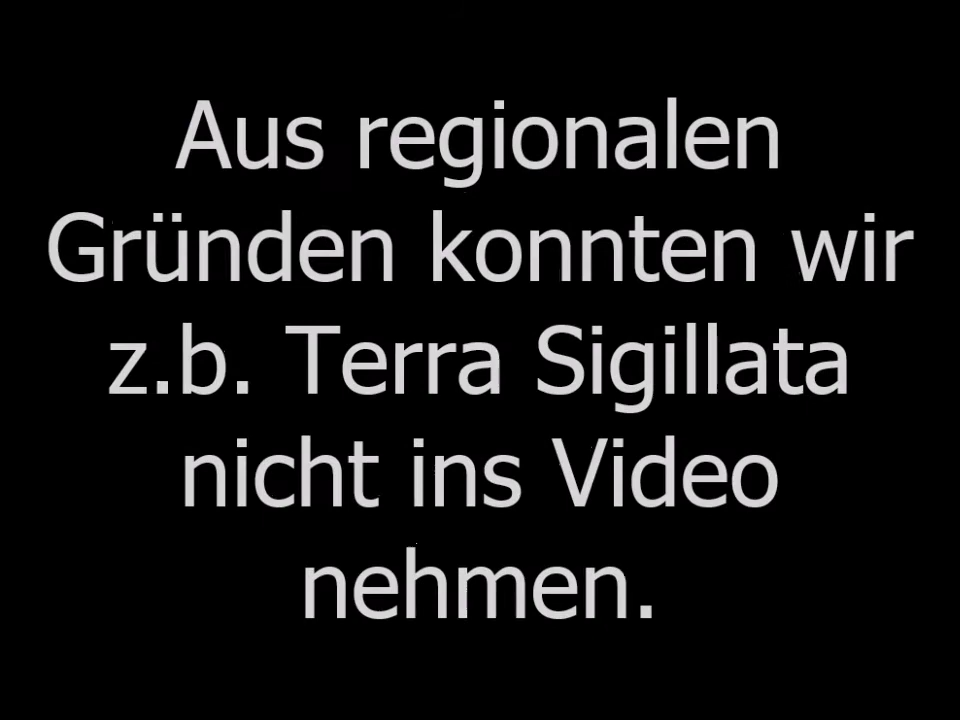 Aus regionalen
Gründen konnten wir
z.b. Terra Sigillata
nicht ins Video
nehmen.